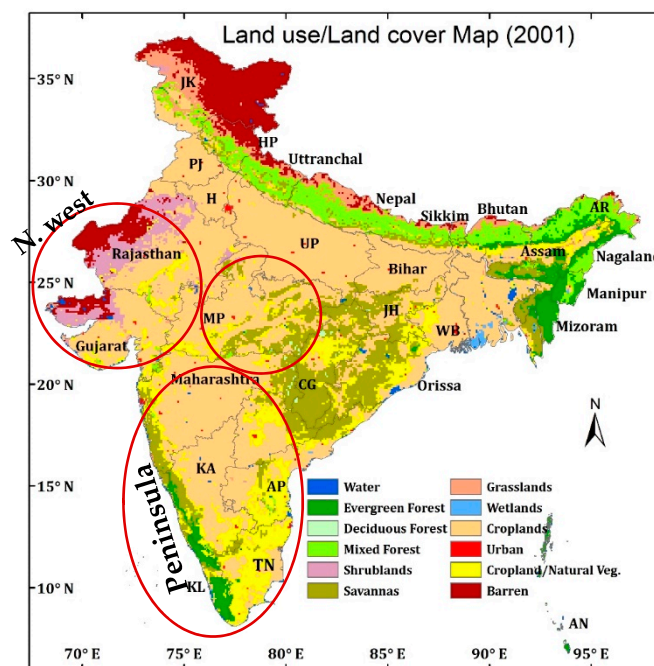 Land use/Land cover Map (2001)
35° N
JK
HP
PJ
Uttranchal
30° N
H
Nepal
Sikkim
Bhutan
AR
N. west
Rajasthan
UP
Assam
Nagaland
25° N
Bihar
Manipur
MP
JH
WB
Mizoram
Gujarat
20° N
Maharashtra
CG
Orissa
N
Peninsula
KA
15° N
AP
TN
10° N
KL
AN
Water
Evergreen Forest
Deciduous Forest
Mixed Forest
Shrublands
Savannas
Grasslands
Wetlands
Croplands
Urban
Cropland/Natural Veg.
Barren
70° E
75° E
80° E
85° E
90° E
95° E